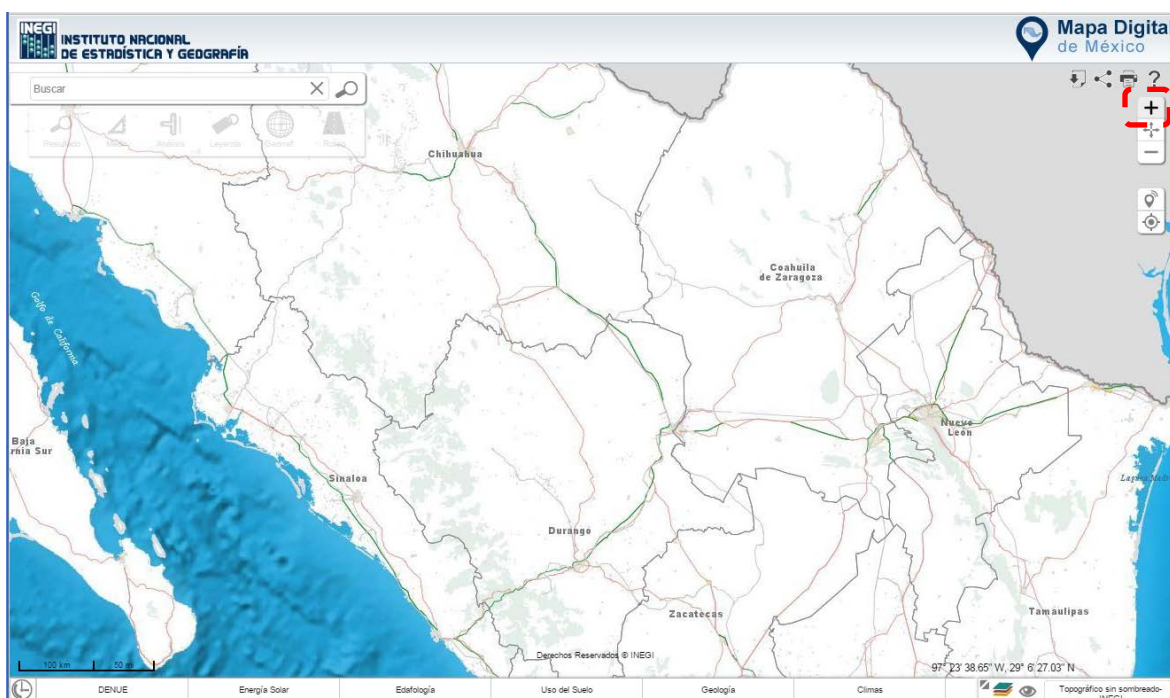 INEGI
INSTITUTO NACIONAL
DE ESTADÍSTICA Y GEOGRAFÍA
Mapa Digital
de México
Buscar
Resultado Medir Análisis Leyenda Georref Ruteo
Chihuahua
Coahuila
de Zaragoza
Golfo de California
Nuevo
León
Baja
rnia Sur
Sinaloa
Durango
Zacatecas
Tamaulipas
Derechos Reservados © INEGI
100 km 50 mi
97° 23' 38.65" W, 29° 6' 27.03" N
DENUE Energía Solar Edafología Uso del Suelo Geología Climas Topográfico sin sombreado-
INEGI